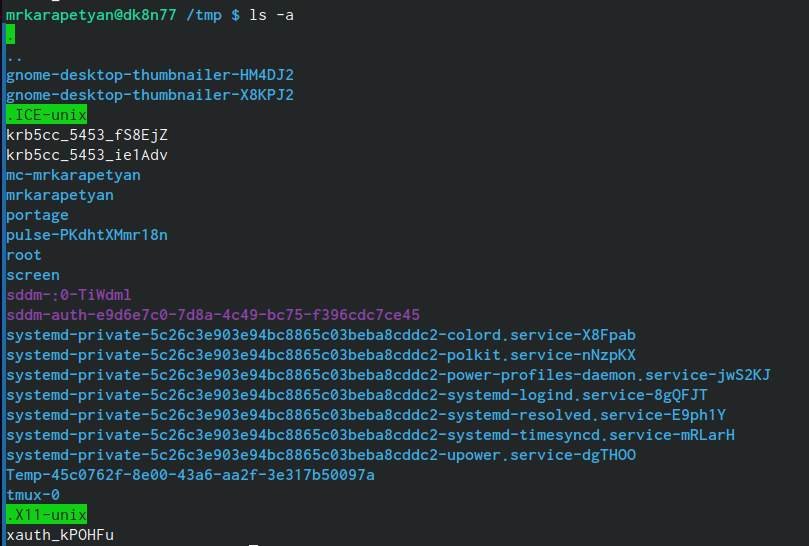 mrkarapetyan@dk8n77 /tmp $ ls -a
.
..
gnome-desktop-thumbnailer-HM4DJ2
gnome-desktop-thumbnailer-X8KPJ2
.ICE-unix
krb5cc_5453_fS8EjZ
krb5cc_5453_ie1Adv
mc-mrkarapetyan
mrkarapetyan
portage
pulse-PKdhtXMmr18n
root
screen
sddm-:0-TiWdml
sddm-auth-e9d6e7c0-7d8a-4c49-bc75-f396cdc7ce45
systemd-private-5c26c3e903e94bc8865c03beba8cddc2-colord.service-X8Fpab
systemd-private-5c26c3e903e94bc8865c03beba8cddc2-polkit.service-nNzpKX
systemd-private-5c26c3e903e94bc8865c03beba8cddc2-power-profiles-daemon.service-jwS2KJ
systemd-private-5c26c3e903e94bc8865c03beba8cddc2-systemd-logind.service-8gQFJT
systemd-private-5c26c3e903e94bc8865c03beba8cddc2-systemd-resolved.service-E9ph1Y
systemd-private-5c26c3e903e94bc8865c03beba8cddc2-systemd-timesyncd.service-mRLarH
systemd-private-5c26c3e903e94bc8865c03beba8cddc2-upower.service-dgTHOO
Temp-45c0762f-8e00-43a6-aa2f-3e317b50097a
tmux-0
.X11-unix
xauth_kPOHFu